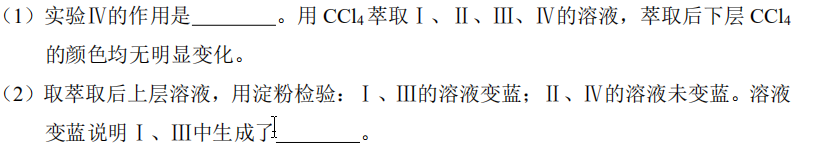 (1) 实验Ⅳ的作用是________。用 CCl₄ 萃取Ⅰ、Ⅱ、Ⅲ、Ⅳ的溶液，萃取后下层 CCl₄
的颜色均无明显变化。
(2) 取萃取后上层溶液，用淀粉检验：Ⅰ、Ⅲ的溶液变蓝；Ⅱ、Ⅳ的溶液未变蓝。溶液
变蓝说明Ⅰ、Ⅲ中生成了________。